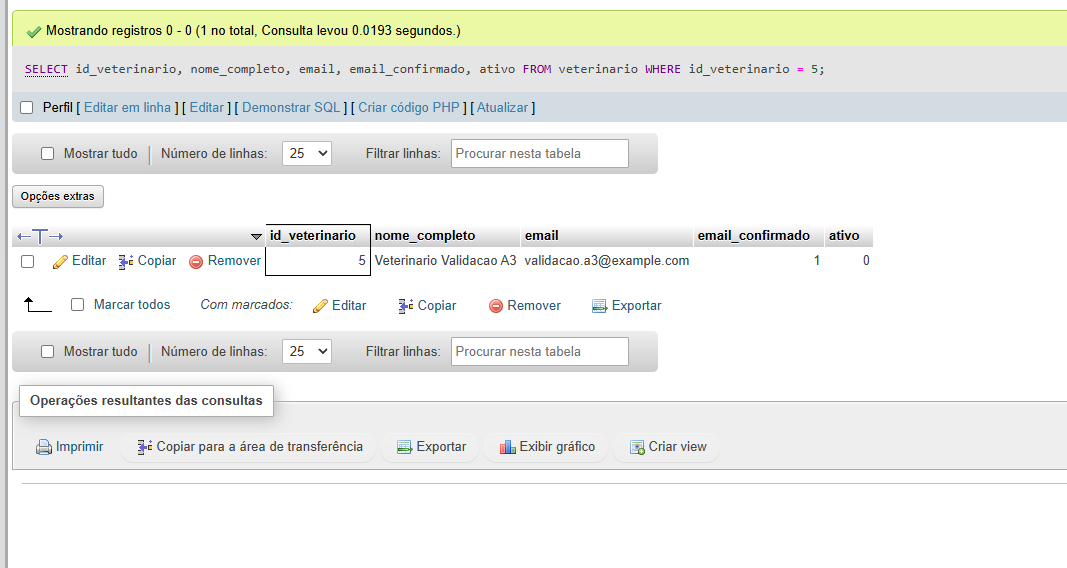 Mostrando registros 0 - 0 (1 no total, Consulta levou 0.0193 segundos.)
SELECT id_veterinario, nome_completo, email, email_confirmado, ativo FROM veterinario WHERE id_veterinario = 5;
Perfil [ Editar em linha ] [ Editar ] [ Demonstrar SQL ] [ Criar código PHP ] [ Atualizar ]
Mostrar tudo Número de linhas: 25 Filtrar linhas: Procurar nesta tabela
Opções extras
id_veterinario nome_completo email email_confirmado ativo
Editar Copiar Remover 5 Veterinario Validacao A3 validacao.a3@example.com 1 0
Marcar todos Com marcados: Editar Copiar Remover Exportar
Mostrar tudo Número de linhas: 25 Filtrar linhas: Procurar nesta tabela
Operações resultantes das consultas
Imprimir Copiar para a área de transferência Exportar Exibir gráfico Criar view